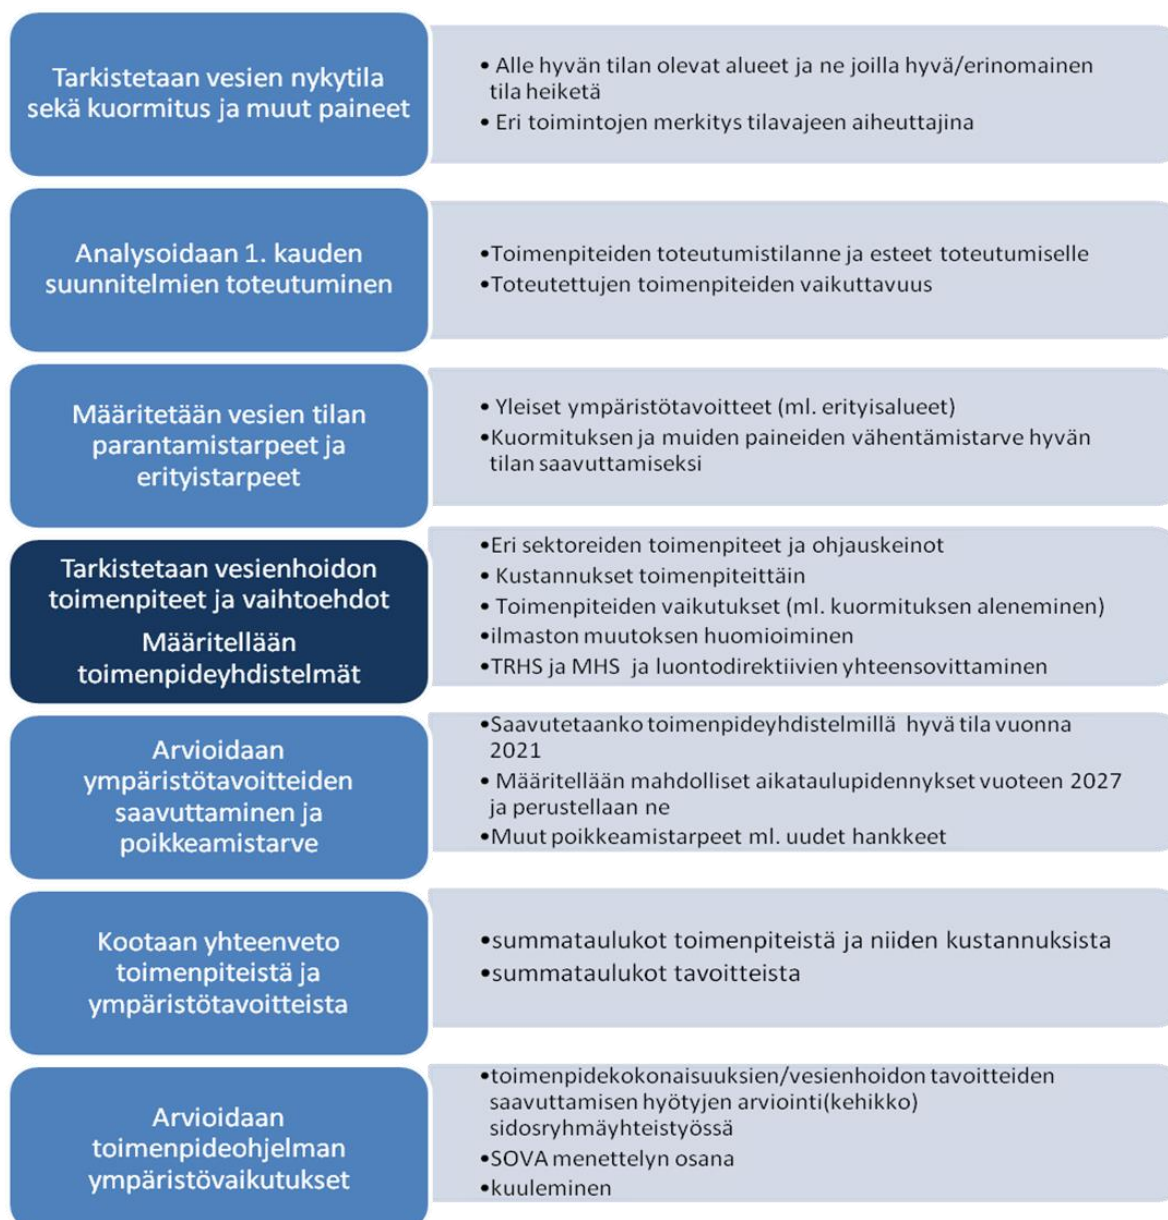 Tarkistetaan vesien nykytila
sekä kuormitus ja muut paineet
• Alle hyvän tilan olevat alueet ja ne joilla hyvä/erinomainen
tila heiketä
• Eri toimintojen merkitys tilavajeen aiheuttajina
Analysoidaan 1. kauden
suunnitelmien toteutuminen
•Toimenpiteiden toteutumistilanne ja esteet toteutumiselle
•Toteutettujen toimenpiteiden vaikuttavuus
Määritetään vesien tilan
parantamistarpeet ja
erityistarpeet
• Yleiset ympäristötavoitteet (ml. erityisalueet)
•Kuormituksen ja muiden paineiden vähentämistarve hyvän
tilan saavuttamiseksi
Tarkistetaan vesienhoidon
toimenpiteet ja vaihtoehdot
Määritellään
toimenpideyhdistelmät
•Eri sektoreiden toimenpiteet ja ohjauskeinot
• Kustannukset toimenpiteittäin
• Toimenpiteiden vaikutukset (ml. kuormituksen aleneminen)
•ilmaston muutoksen huomioiminen
•TRHS ja MHS ja luontodirektiivien yhteensovittaminen
Arvioidaan
ympäristötavoitteiden
saavuttaminen ja
poikkeamistarve
•Saavutetaanko toimenpideyhdistelmillä hyvä tila vuonna
2021
• Määritellään mahdolliset aikataulupidennykset vuoteen 2027
ja perustellaan ne
•Muut poikkeamistarpeet ml. uudet hankkeet
Kootaan yhteenveto
toimenpiteistä ja
ympäristötavoitteista
•summataulukot toimenpiteistä ja niiden kustannuksista
•summataulukot tavoitteista
Arvioidaan
toimenpideohjelman
ympäristövaikutukset
•toimenpidekokonaisuuksien/vesienhoidon tavoitteiden
saavuttamisen hyötyjen arviointi(kehikko)
sidosryhmäyhteistyössä
•SOVA menettelyn osana
•kuuleminen